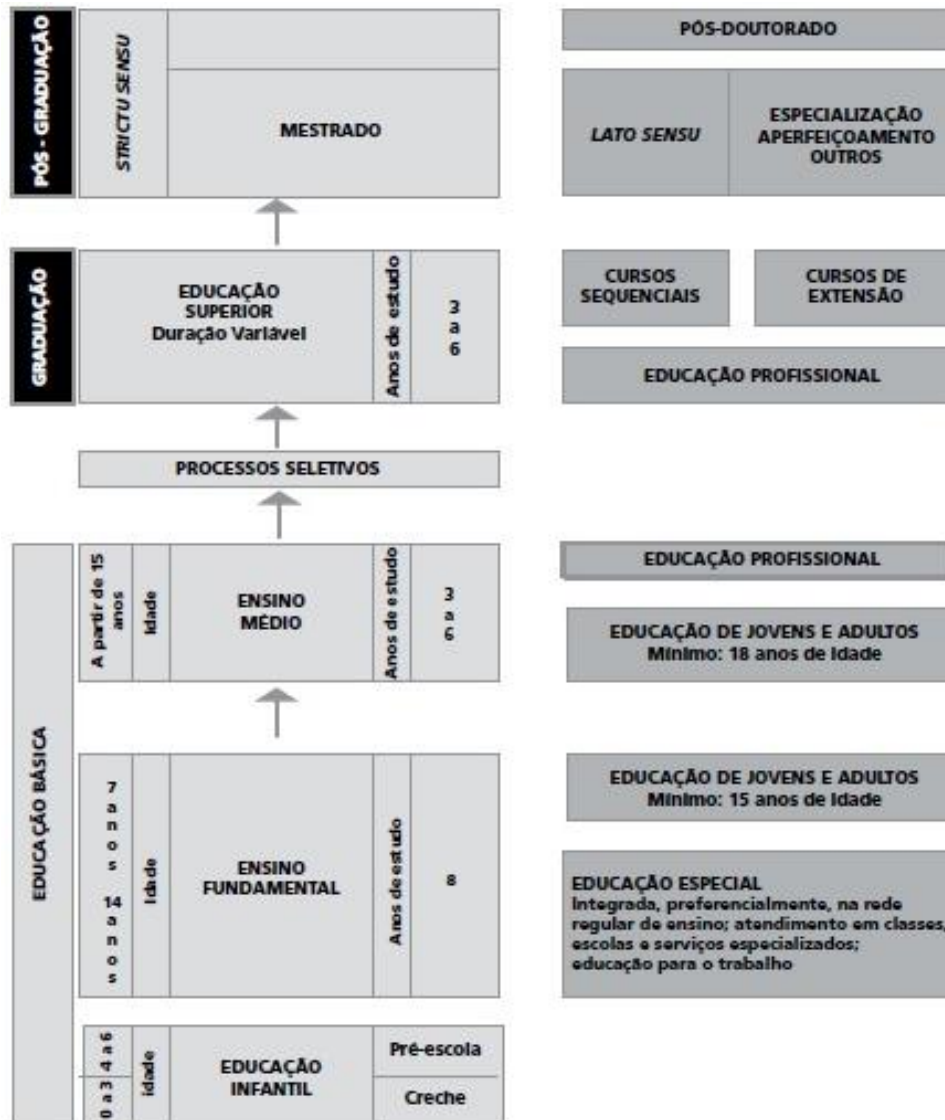 PÓS - GRADUAÇÃO
STRICTU SENSU
MESTRADO
PÓS-DOUTORADO
LATO SENSU
ESPECIALIZAÇÃO
APERFEIÇOAMENTO
OUTROS
GRADUAÇÃO
EDUCAÇÃO
SUPERIOR
Duração Variável
Anos de estudo
3
a
6
CURSOS
SEQUENCIAIS
CURSOS DE
EXTENSÃO
EDUCAÇÃO PROFISSIONAL
PROCESSOS SELETIVOS
EDUCAÇÃO BÁSICA
A partir de 15
anos
Idade
ENSINO
MÉDIO
Anos de estudo
3
a
6
EDUCAÇÃO PROFISSIONAL
EDUCAÇÃO DE JOVENS E ADULTOS
Mínimo: 18 anos de Idade
7
a
n
o
s
14
a
n
o
s
Idade
ENSINO
FUNDAMENTAL
Anos de estudo
8
EDUCAÇÃO DE JOVENS E ADULTOS
Mínimo: 15 anos de Idade
EDUCAÇÃO ESPECIAL
Integrada, preferencialmente, na rede
regular de ensino; atendimento em classes,
escolas e serviços especializados;
educação para o trabalho
4 a 6
0 a 3
idade
EDUCAÇÃO
INFANTIL
Pré-escola
Creche